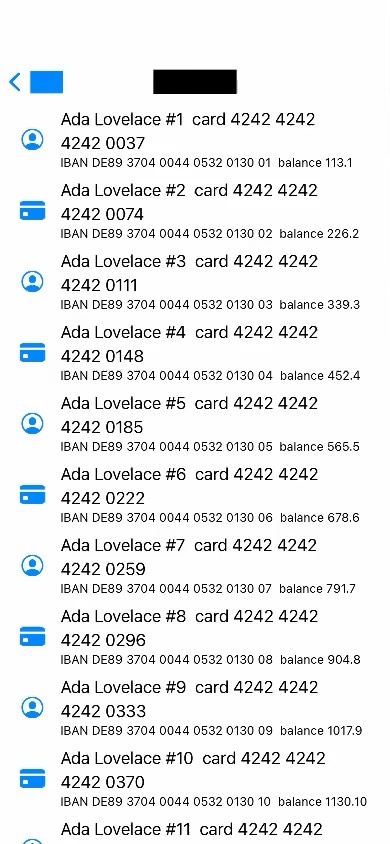 Ada Lovelace #1 card 4242 4242
4242 0037
IBAN DE89 3704 0044 0532 0130 01 balance 113.1
Ada Lovelace #2 card 4242 4242
4242 0074
IBAN DE89 3704 0044 0532 0130 02 balance 226.2
Ada Lovelace #3 card 4242 4242
4242 0111
IBAN DE89 3704 0044 0532 0130 03 balance 339.3
Ada Lovelace #4 card 4242 4242
4242 0148
IBAN DE89 3704 0044 0532 0130 04 balance 452.4
Ada Lovelace #5 card 4242 4242
4242 0185
IBAN DE89 3704 0044 0532 0130 05 balance 565.5
Ada Lovelace #6 card 4242 4242
4242 0222
IBAN DE89 3704 0044 0532 0130 06 balance 678.6
Ada Lovelace #7 card 4242 4242
4242 0259
IBAN DE89 3704 0044 0532 0130 07 balance 791.7
Ada Lovelace #8 card 4242 4242
4242 0296
IBAN DE89 3704 0044 0532 0130 08 balance 904.8
Ada Lovelace #9 card 4242 4242
4242 0333
IBAN DE89 3704 0044 0532 0130 09 balance 1017.9
Ada Lovelace #10 card 4242 4242
4242 0370
IBAN DE89 3704 0044 0532 0130 10 balance 1130.10
Ada Lovelace #11 card 4242 4242